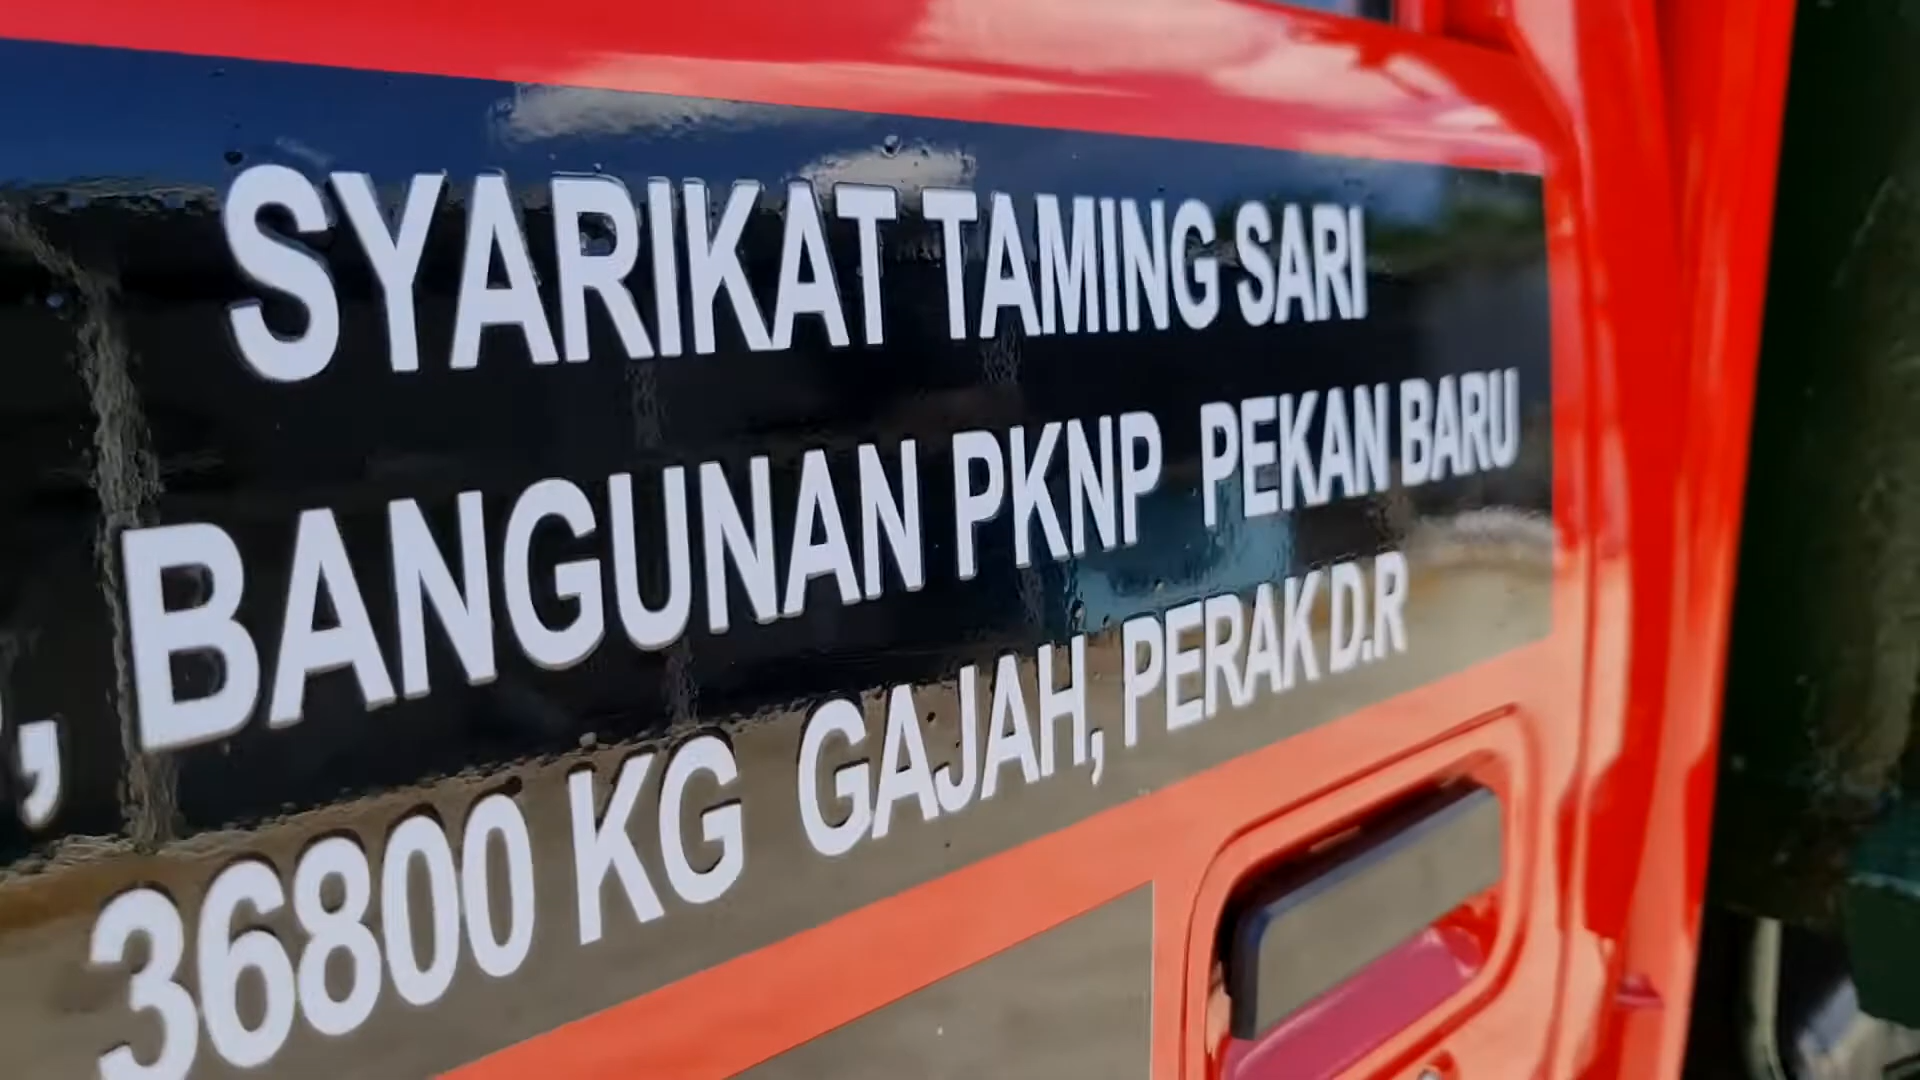 SYARIKAT TAMING SARI
, BANGUNAN PKNP PEKAN BARU
36800 KG GAJAH, PERAK D.R